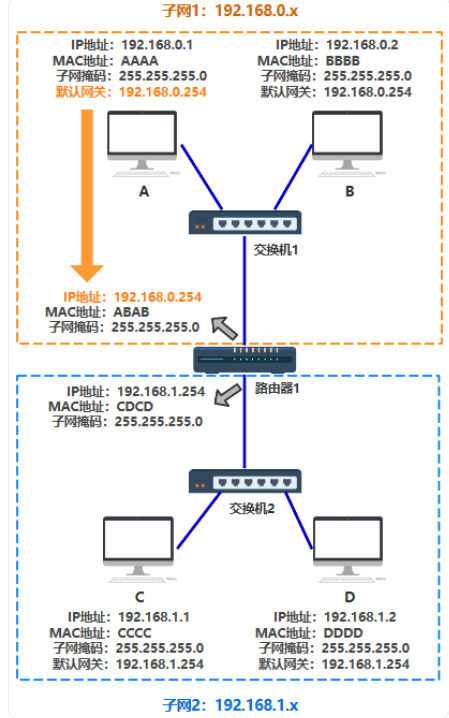 子网1：192.168.0.x
IP地址：192.168.0.1
MAC地址：AAAA
子网掩码：255.255.255.0
默认网关：192.168.0.254
IP地址：192.168.0.2
MAC地址：BBBB
子网掩码：255.255.255.0
默认网关：192.168.0.254
A
B
交换机1
IP地址：192.168.0.254
MAC地址：ABAB
子网掩码：255.255.255.0
路由器1
IP地址：192.168.1.254
MAC地址：CDCD
子网掩码：255.255.255.0
交换机2
C
D
IP地址：192.168.1.1
MAC地址：CCCC
子网掩码：255.255.255.0
默认网关：192.168.1.254
IP地址：192.168.1.2
MAC地址：DDDD
子网掩码：255.255.255.0
默认网关：192.168.1.254
子网2：192.168.1.x